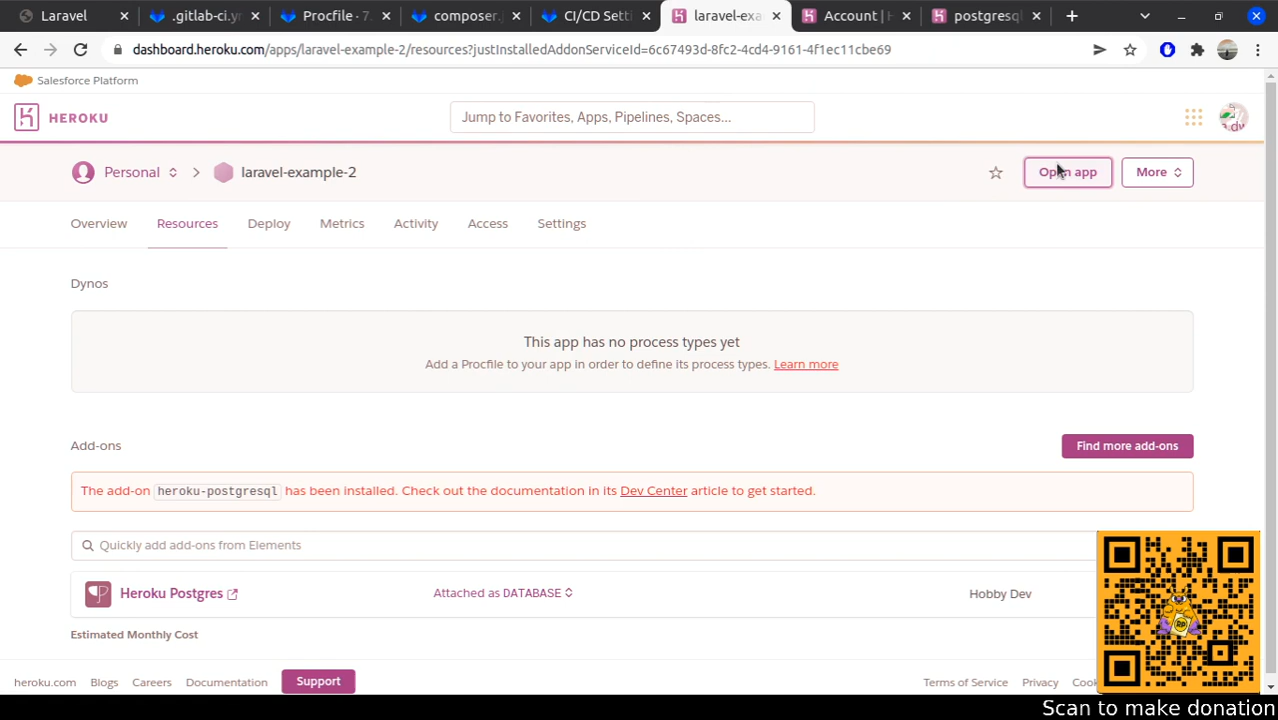 Laravel
.gitlab-ci.yr
Procfile · 7.
composer.
CI/CD Setti
laravel-exa
Account | H
postgresql
dashboard.heroku.com/apps/laravel-example-2/resources?justInstalledAddonServiceId=6c67493d-8fc2-4cd4-9161-4f1ec11cbe69
Salesforce Platform
HEROKU
Jump to Favorites, Apps, Pipelines, Spaces...
Personal
laravel-example-2
Open app
More
Overview
Resources
Deploy
Metrics
Activity
Access
Settings
Dynos
This app has no process types yet
Add a Procfile to your app in order to define its process types. Learn more
Add-ons
Find more add-ons
The add-on heroku-postgresql has been installed. Check out the documentation in its Dev Center article to get started.
Quickly add add-ons from Elements
Heroku Postgres
Attached as DATABASE
Hobby Dev
Estimated Monthly Cost
heroku.com
Blogs
Careers
Documentation
Support
Terms of Service
Privacy
Cook
Scan to make donation